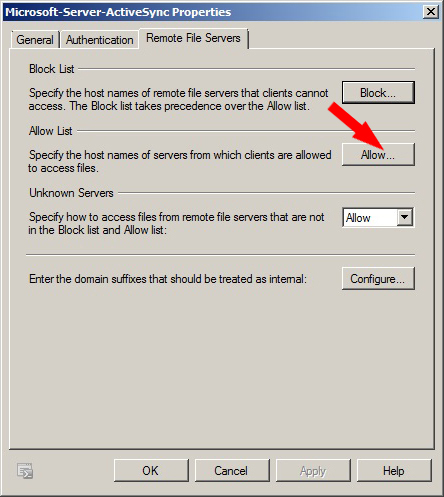 Microsoft-Server-ActiveSync Properties
General
Authentication
Remote File Servers
Block List
Specify the host names of remote file servers that clients cannot
access. The Block list takes precedence over the Allow list.
Block...
Allow List
Specify the host names of servers from which clients are allowed
to access files.
Allow...
Unknown Servers
Specify how to access files from remote file servers that are not
in the Block list and Allow list:
Allow
Enter the domain suffixes that should be treated as internal:
Configure...
OK
Cancel
Apply
Help